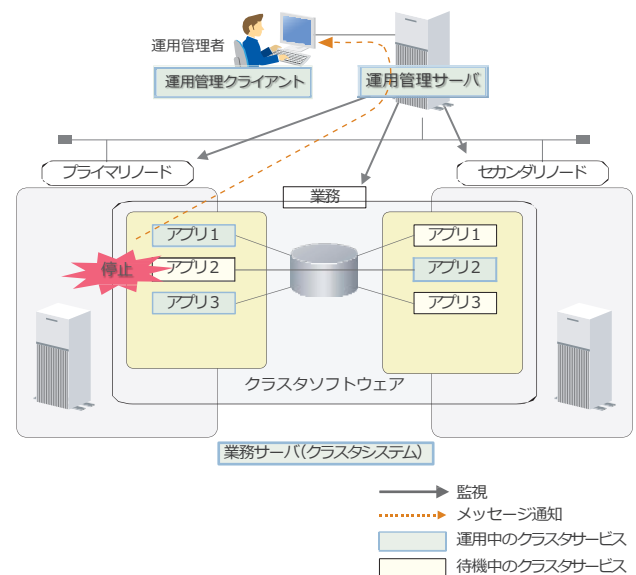 運用管理者
運用管理クライアント
運用管理サーバ
プライマリノード
セカンダリノード
業務
アプリ1
アプリ1
停止
アプリ2
アプリ2
アプリ3
アプリ3
クラスタソフトウェア
業務サーバ(クラスタシステム)
監視
メッセージ通知
運用中のクラスタサービス
待機中のクラスタサービス